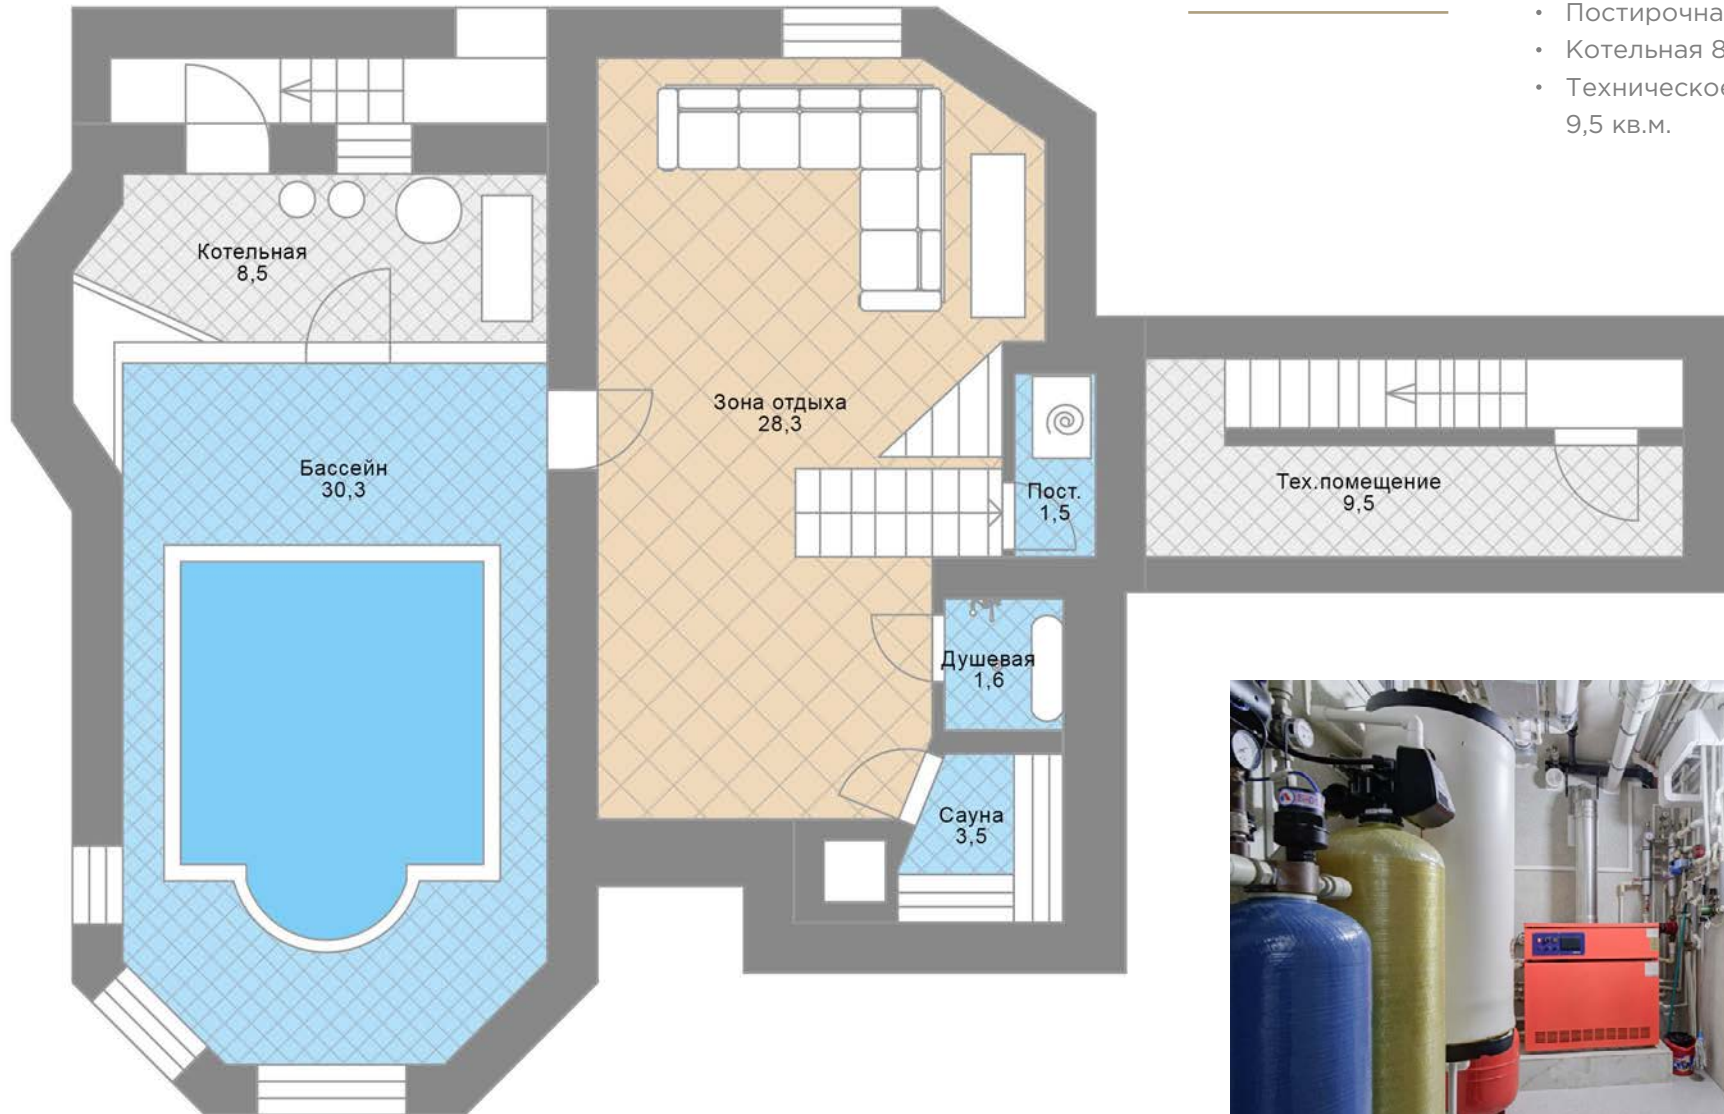 • Постирочная
• Котельная 8
• Техническое
9,5 кв.м.
Котельная
8,5
Зона отдыха
28,3
Бассейн
30,3
Пост.
1,5
Тех.помещение
9,5
Душевая
1,6
Сауна
3,5